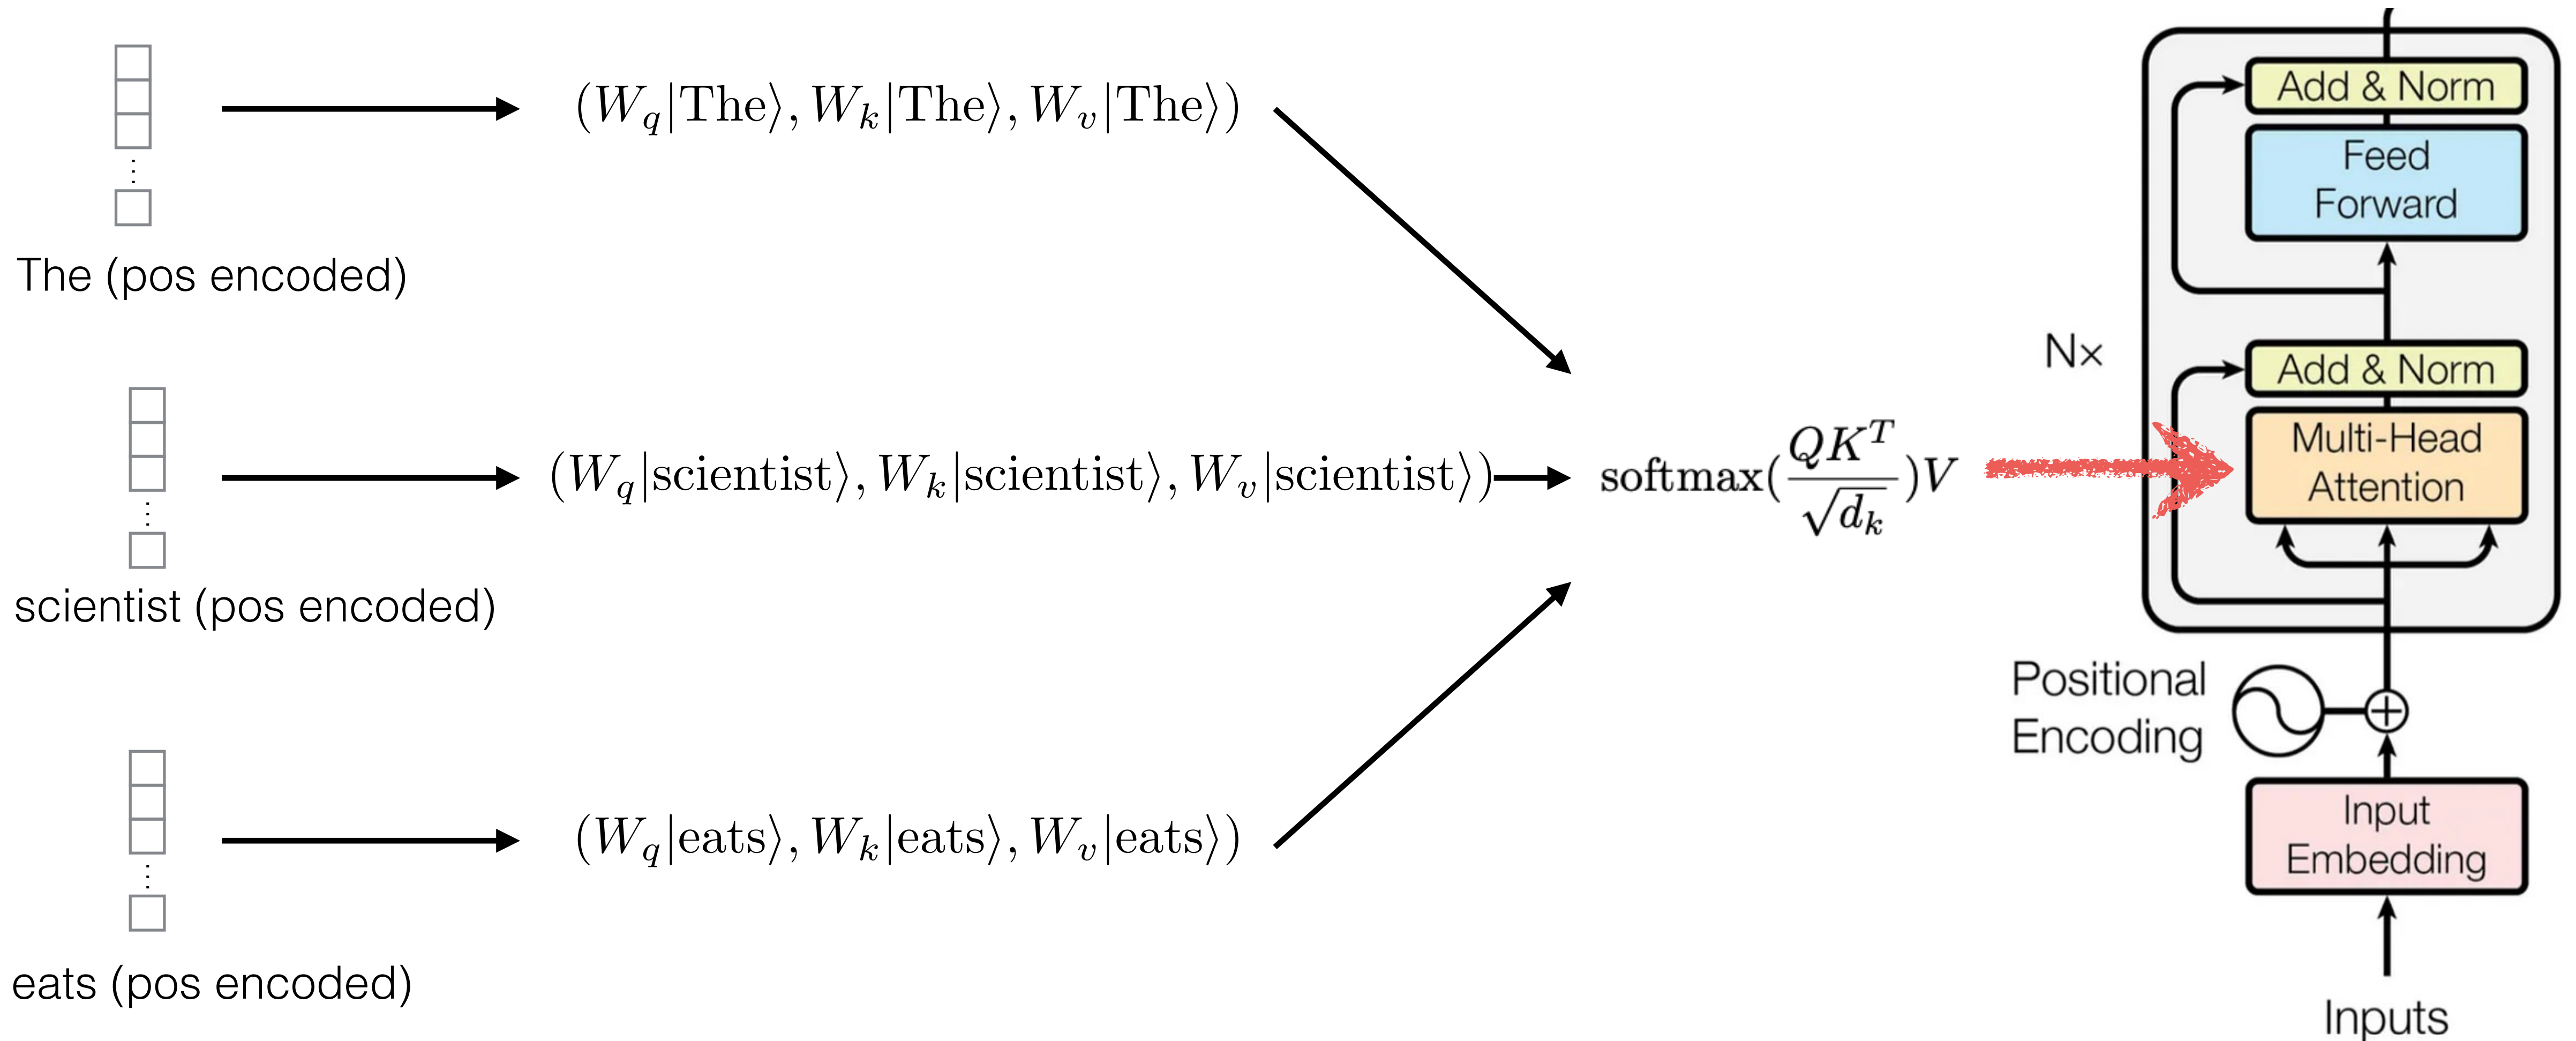 The (pos encoded)
(W_q|The⟩, W_k|The⟩, W_v|The⟩)
scientist (pos encoded)
(W_q|scientist⟩, W_k|scientist⟩, W_v|scientist⟩)
eats (pos encoded)
(W_q|eats⟩, W_k|eats⟩, W_v|eats⟩)
softmax(QK^T/√d_k)V
Add & Norm
Feed
Forward
N×
Add & Norm
Multi-Head
Attention
Positional
Encoding
Input
Embedding
Inputs